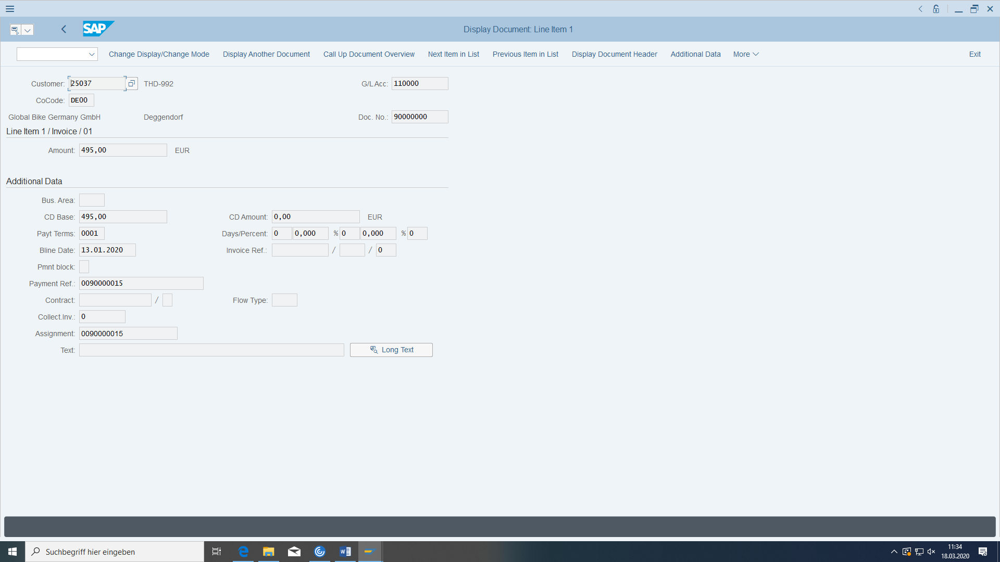 SAP
Display Document: Line Item 1
Change Display/Change Mode Display Another Document Call Up Document Overview Next Item in List Previous Item in List Display Document Header Additional Data More Exit
Customer: 25037 THD-992 G/L Acc: 110000
CoCode: DE00
Global Bike Germany GmbH Deggendorf Doc. No.: 90000000
Line Item 1 / Invoice / 01
Amount: 495,00 EUR
Additional Data
Bus. Area:
CD Base: 495,00 CD Amount: 0,00 EUR
Payt Terms: 0001 Days/Percent: 0 0,000 % 0 0,000 % 0
Bline Date: 13.01.2020 Invoice Ref.: / / 0
Pmnt block:
Payment Ref.: 0090000015
Contract: / Flow Type:
Collect.Inv.: 0
Assignment: 0090000015
Text: Long Text
Suchbegriff hier eingeben
11:34
18.03.2020